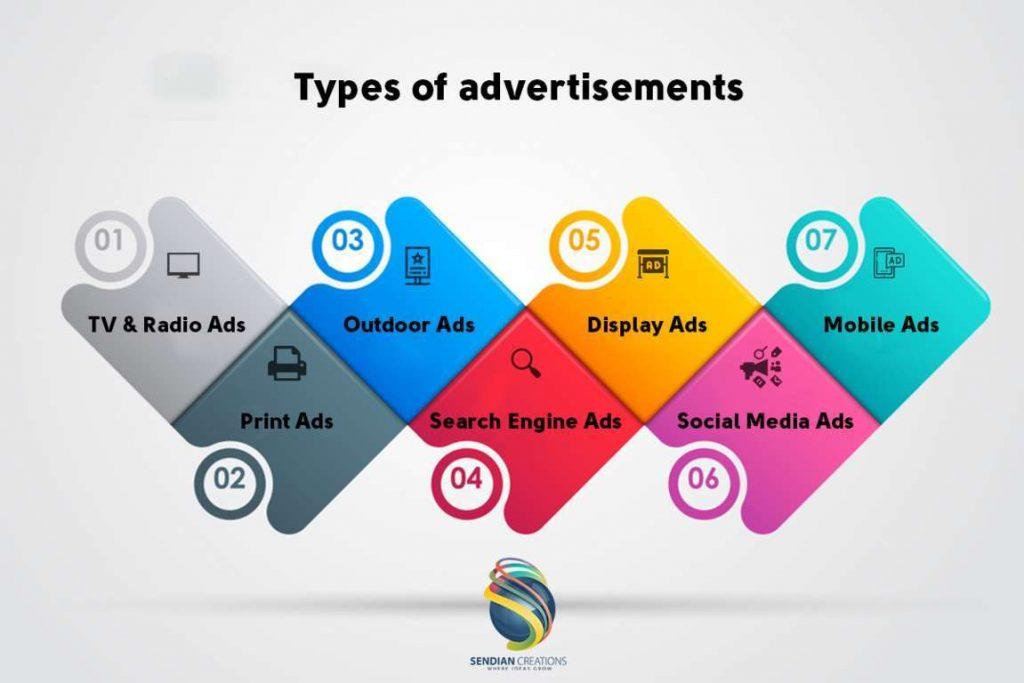 Types of advertisements
01
TV & Radio Ads
02
Print Ads
03
Outdoor Ads
04
Search Engine Ads
05
AD
Display Ads
06
Social Media Ads
07
AD
Mobile Ads
SENDIAN CREATIONS
WHERE IDEAS GROW